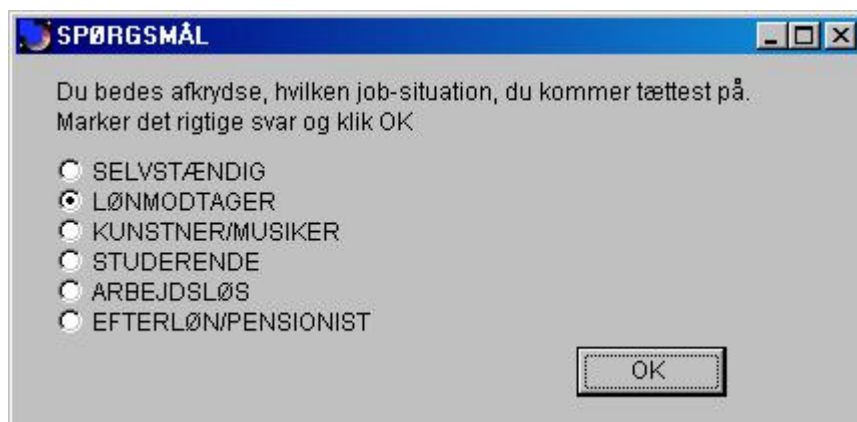 SPØRGSMÅL
Du bedes afkrydse, hvilken job-situation, du kommer tættest på.
Marker det rigtige svar og klik OK
SELVSTÆNDIG
LØNMODTAGER
KUNSTNER/MUSIKER
STUDERENDE
ARBEJDSLØS
EFTERLØN/PENSIONIST
OK